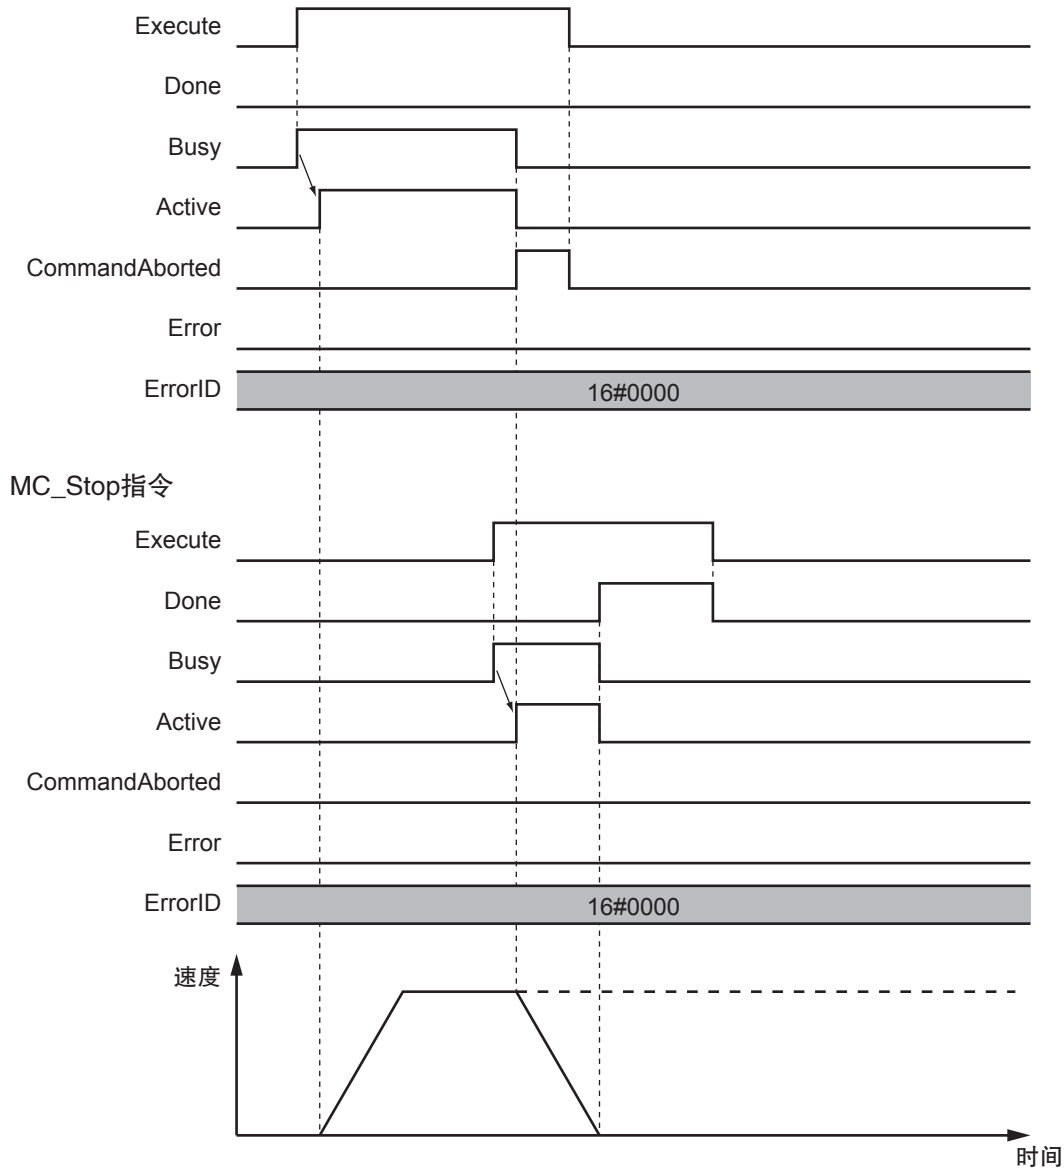 Execute
Done
Busy
Active
CommandAborted
Error
ErrorID
16#0000
MC_Stop指令
Execute
Done
Busy
Active
CommandAborted
Error
ErrorID
16#0000
速度
时间